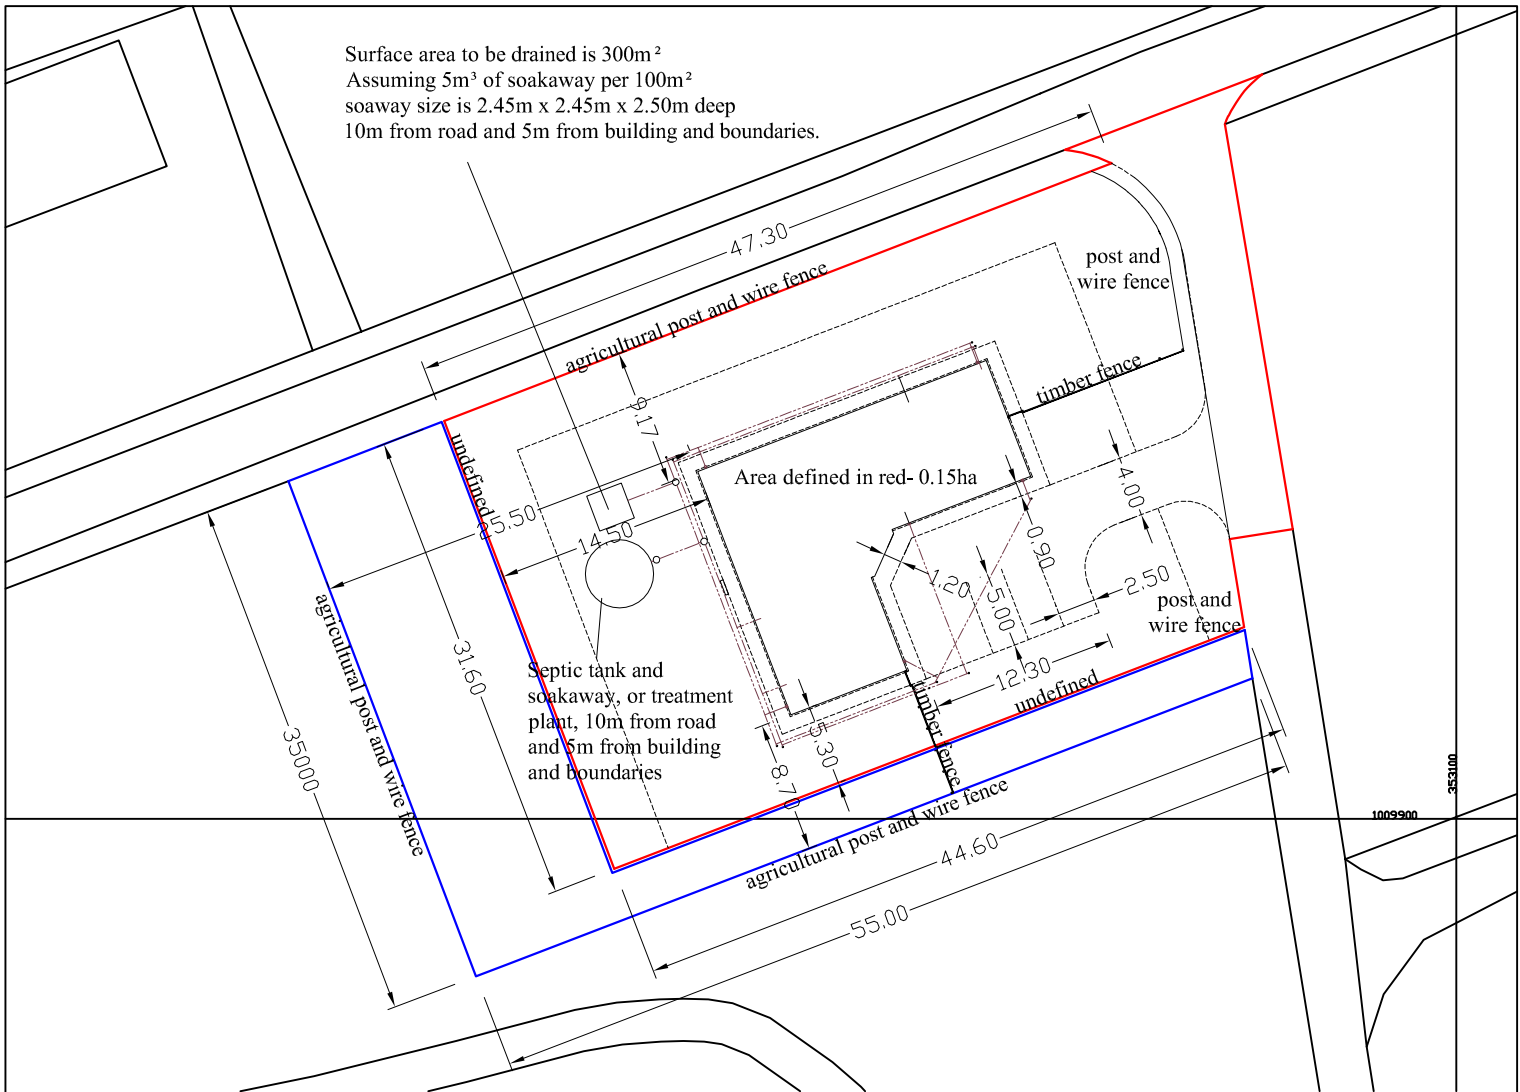 Surface area to be drained is 300m²
Assuming 5m³ of soakaway per 100m²
soaway size is 2.45m x 2.45m x 2.50m deep
10m from road and 5m from building and boundaries.
47.30
agricultural post and wire fence
post and
wire fence
timber fence
9.17
undefined
Area defined in red- 0.15ha
25.50
14.50
4.00
0.90
1.20
5.00
2.50
post and
wire fence
agricultural post and wire fence
31.60
35000
Septic tank and
soakaway, or treatment
plant, 10m from road
and 5m from building
and boundaries
12.30
undefined
timber fence
5.30
8.70
agricultural post and wire fence
44.60
55.00
353100
1009900